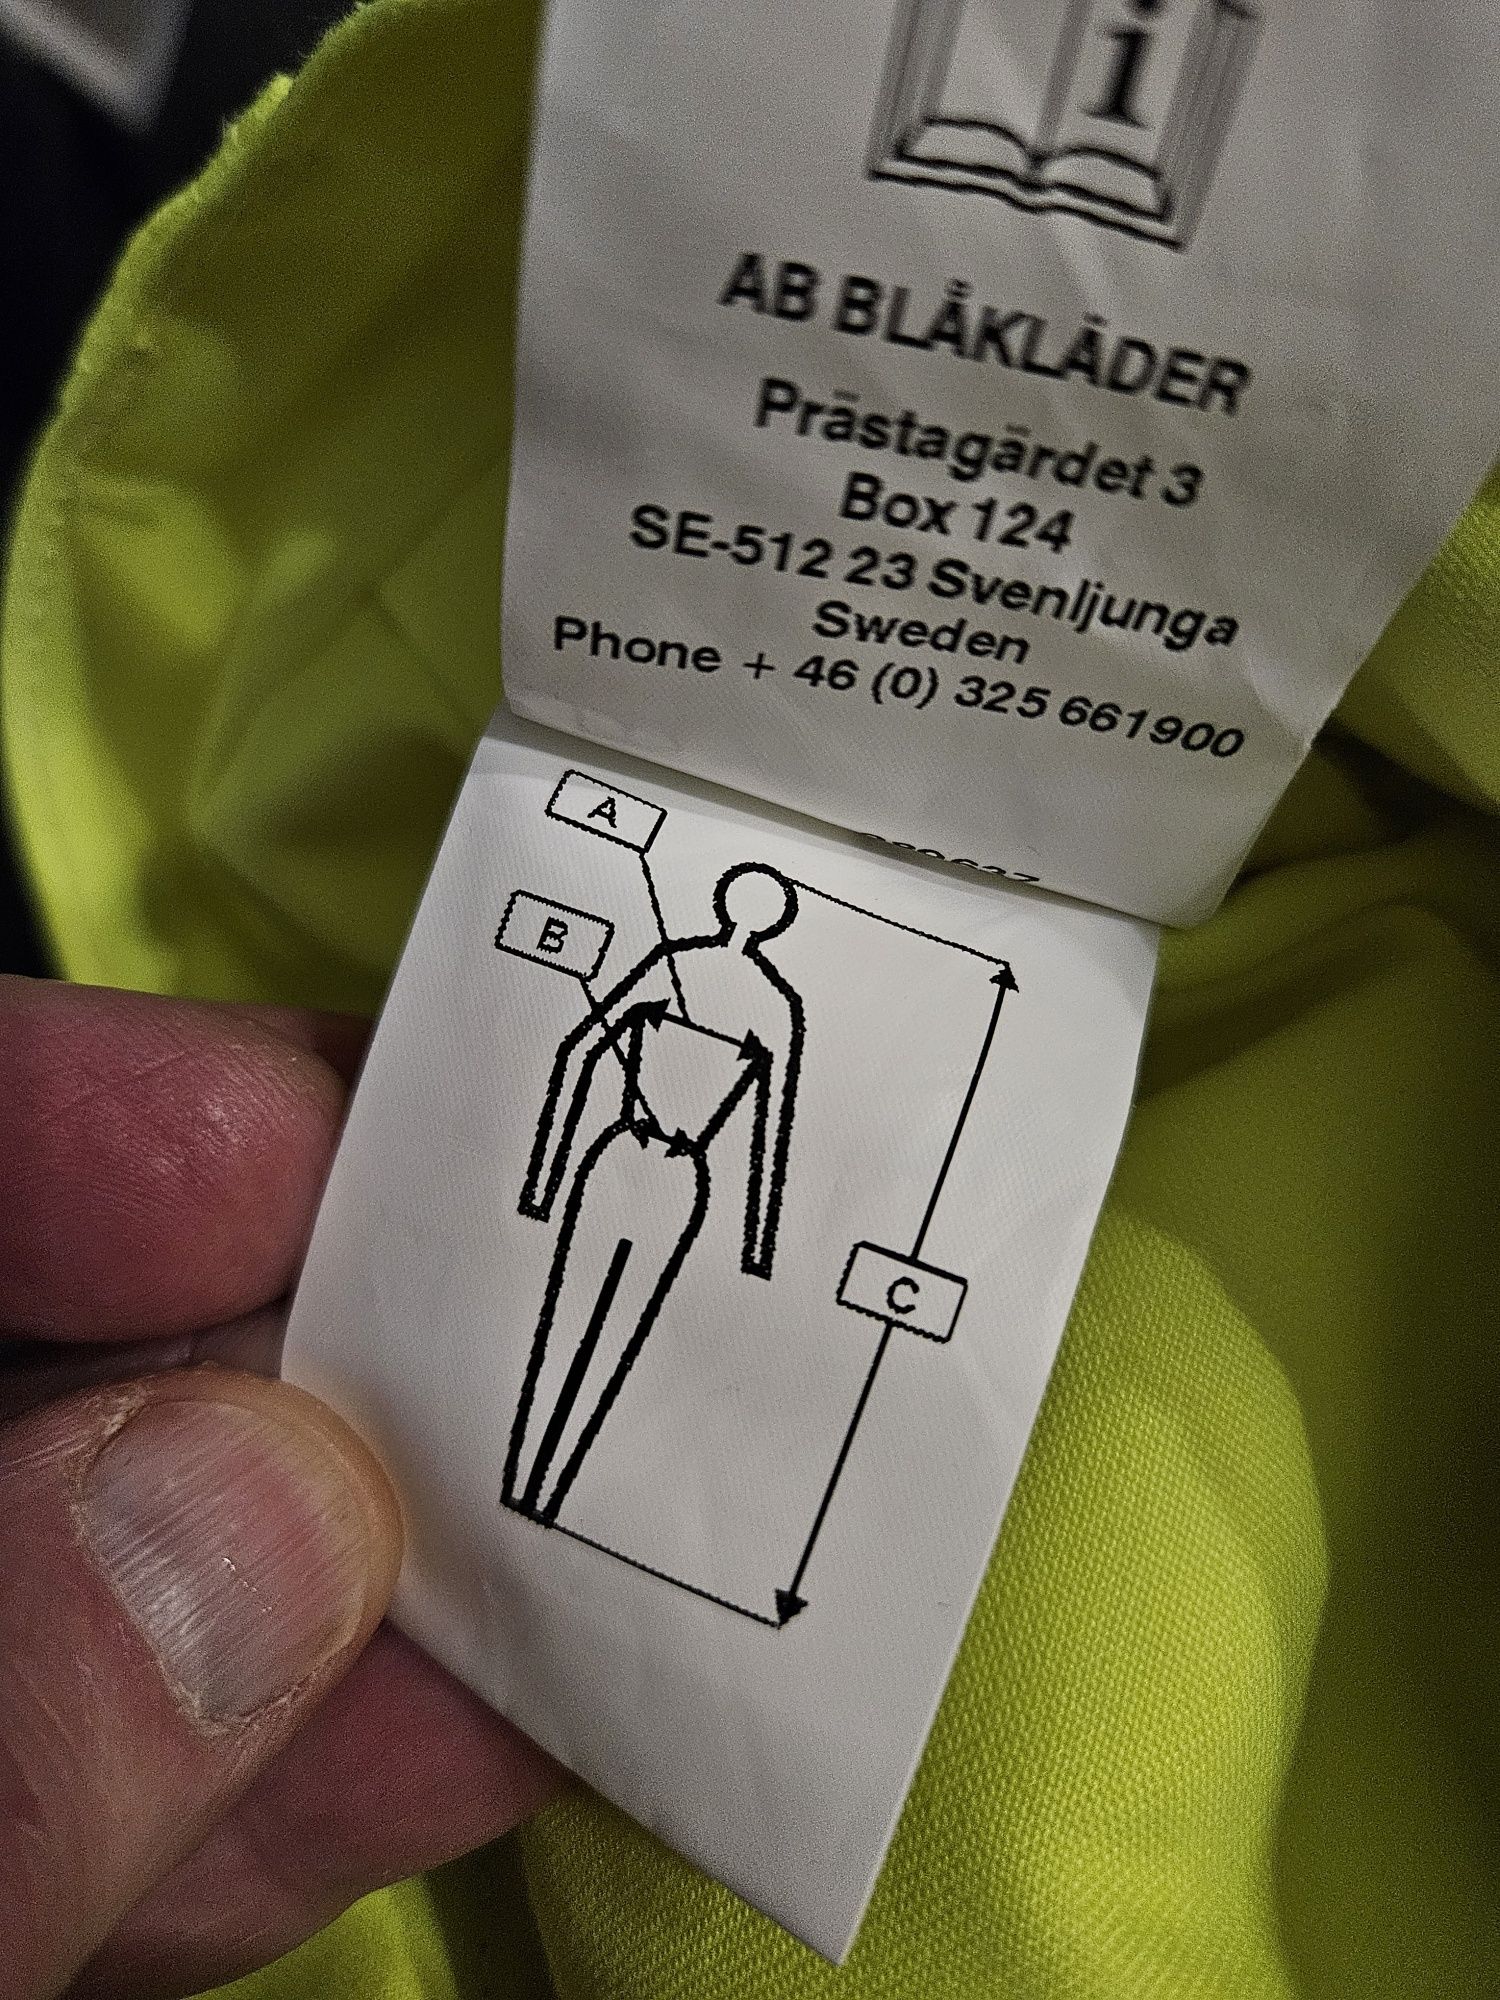 i
AB BLÅKLÄDER
Prästagärdet 3
Box 124
SE-512 23 Svenljunga
Sweden
Phone + 46 (0) 325 661900
A
B
C